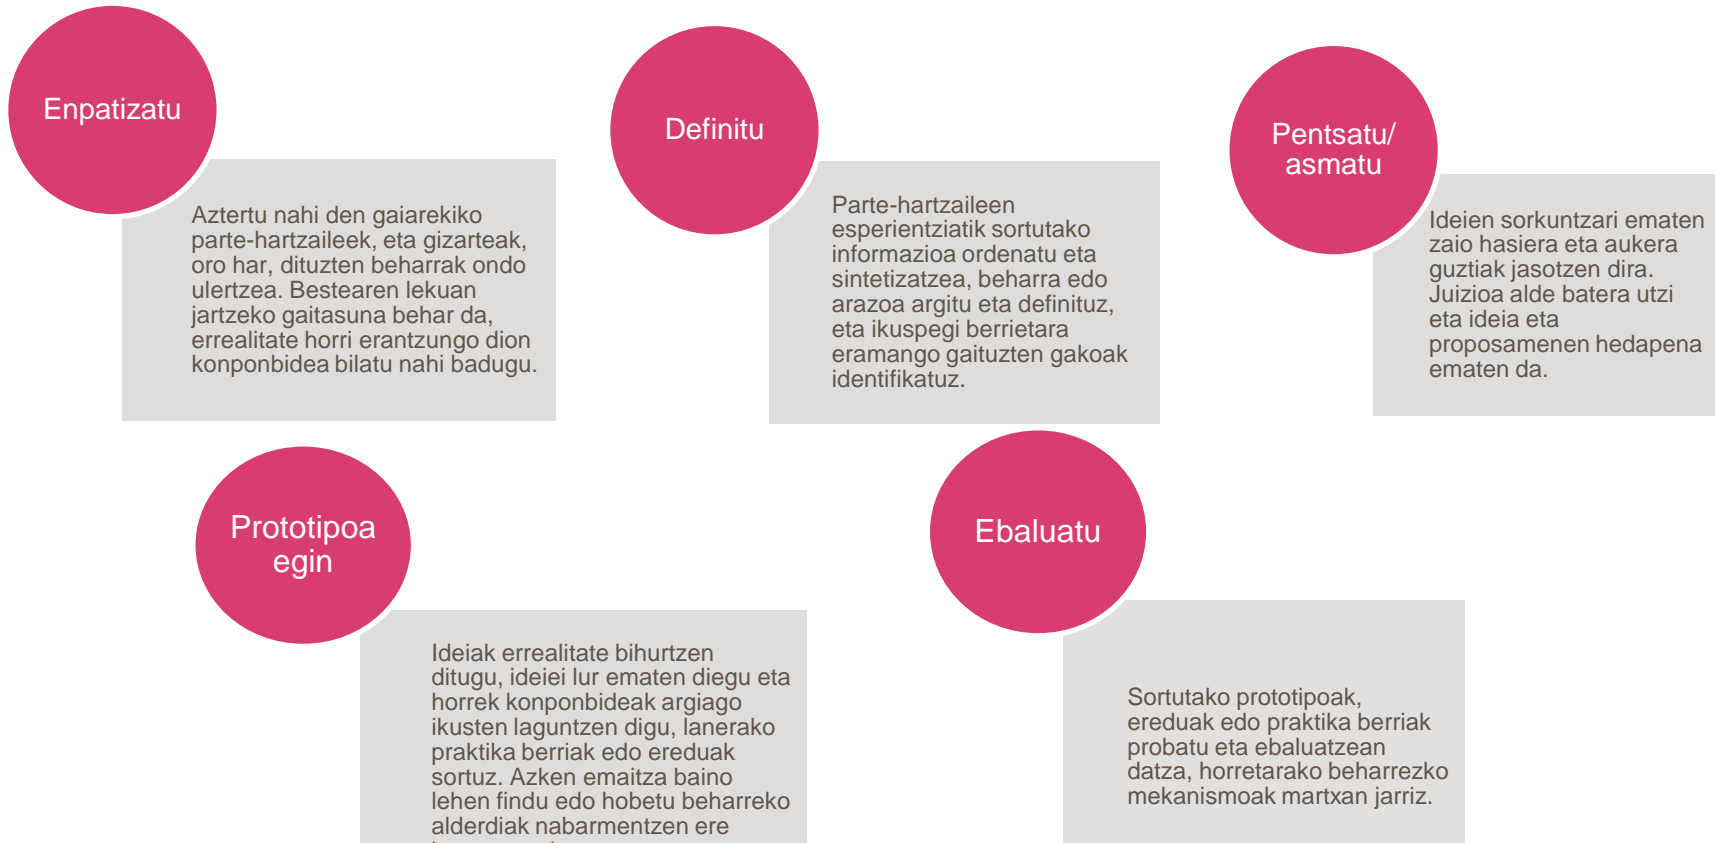 Enpatizatu
Aztertu nahi den gaiarekiko
parte-hartzaileek, eta gizarteak,
oro har, dituzten beharrak ondo
ulertzea. Bestearen lekuan
jartzeko gaitasuna behar da,
errealitate horri erantzungo dion
konponbidea bilatu nahi badugu.
Definitu
Parte-hartzaileen
esperientziatik sortutako
informazioa ordenatu eta
sintetizatzea, beharra edo
arazoa argitu eta definituz,
eta ikuspegi berrietara
eramango gaituzten gakoak
identifikatuz.
Pentsatu/
asmatu
Ideien sorkuntzari ematen
zaio hasiera eta aukera
guztiak jasotzen dira.
Juizioa alde batera utzi
eta ideia eta
proposamenen hedapena
ematen da.
Prototipoa
egin
Ideiak errealitate bihurtzen
ditugu, ideiei lur ematen diegu eta
horrek konponbideak argiago
ikusten laguntzen digu, lanerako
praktika berriak edo ereduak
sortuz. Azken emaitza baino
lehen findu edo hobetu beharreko
alderdiak nabarmentzen ere
Ebaluatu
Sortutako prototipoak,
ereduak edo praktika berriak
probatu eta ebaluatzean
datza, horretarako beharrezko
mekanismoak martxan jarriz.